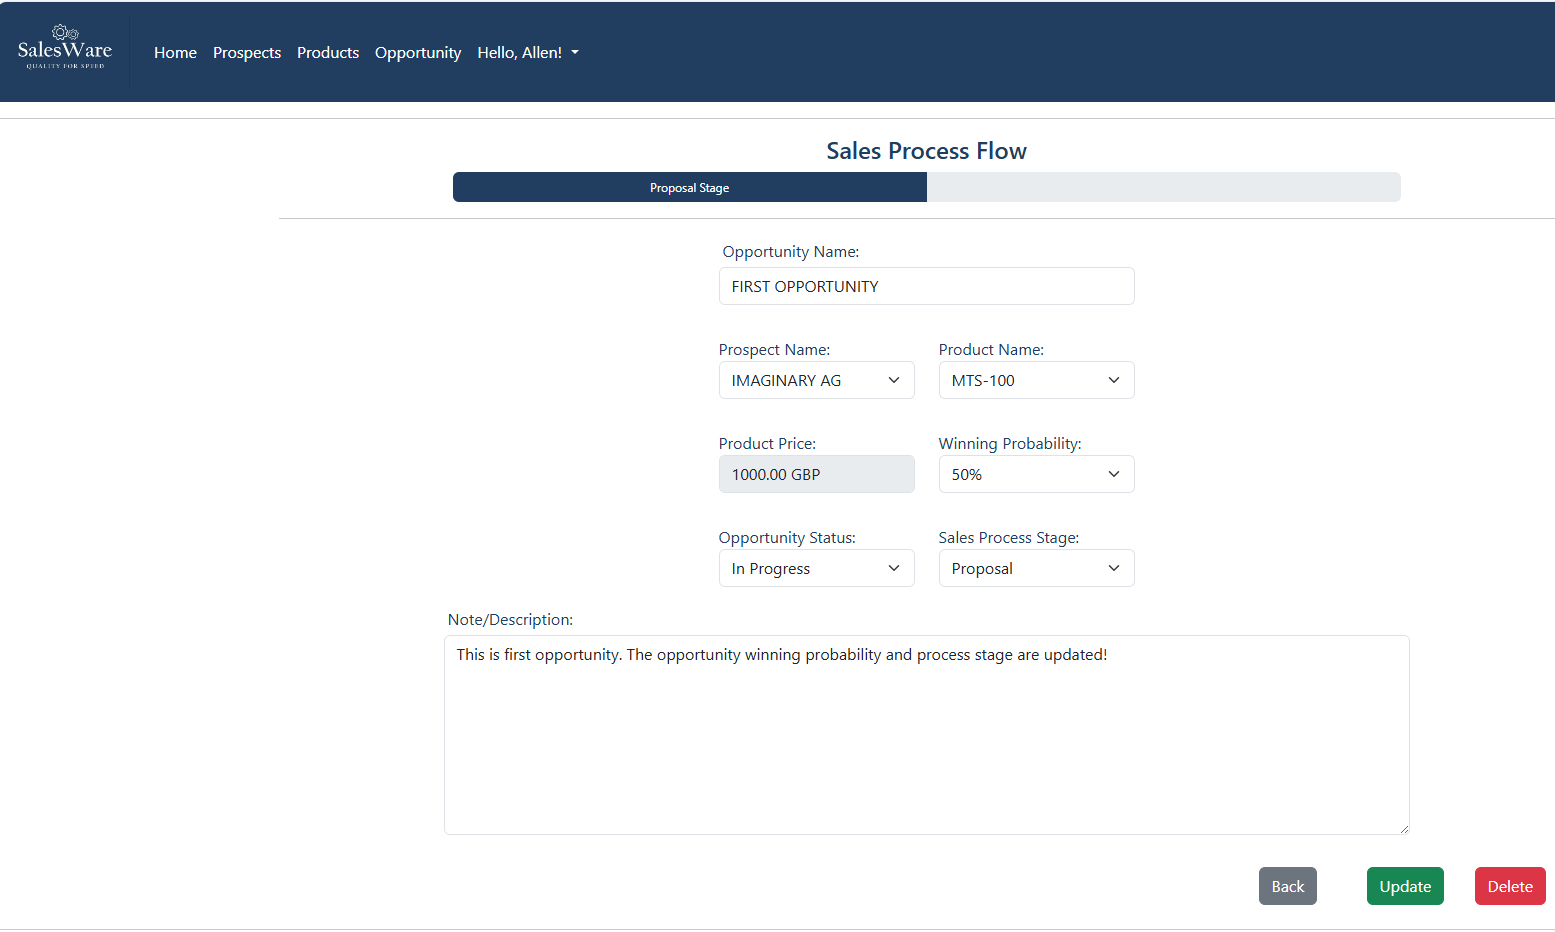 SalesWare
QUALITY FOR SPEED
Home Prospects Products Opportunity Hello, Allen!
Sales Process Flow
Proposal Stage
Opportunity Name:
FIRST OPPORTUNITY
Prospect Name: Product Name:
IMAGINARY AG MTS-100
Product Price: Winning Probability:
1000.00 GBP 50%
Opportunity Status: Sales Process Stage:
In Progress Proposal
Note/Description:
This is first opportunity. The opportunity winning probability and process stage are updated!
Back Update Delete